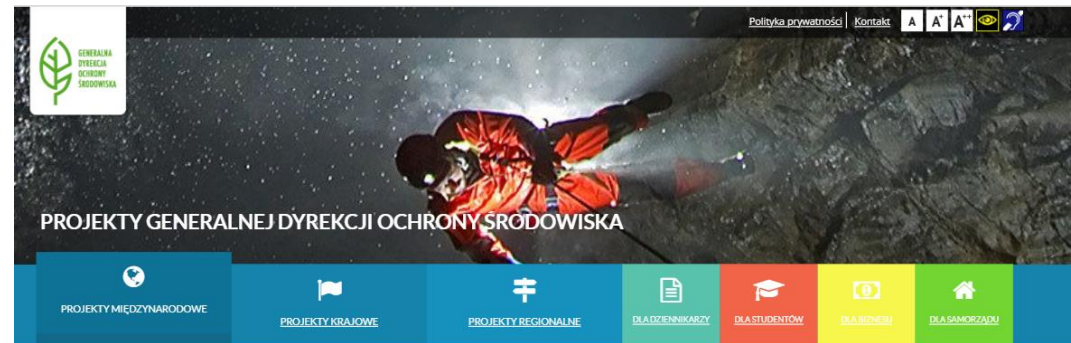 Polityka prywatności Kontakt A A+ A++
GENERALNA
DYREKCJA
OCHRONY
ŚRODOWISKA
PROJEKTY GENERALNEJ DYREKCJI OCHRONY ŚRODOWISKA
PROJEKTY MIĘDZYNARODOWE
PROJEKTY KRAJOWE
PROJEKTY REGIONALNE
DLA DZIENNIKARZY
DLA STUDENTÓW
DLA BIZNESU
DLA SAMORZĄDU